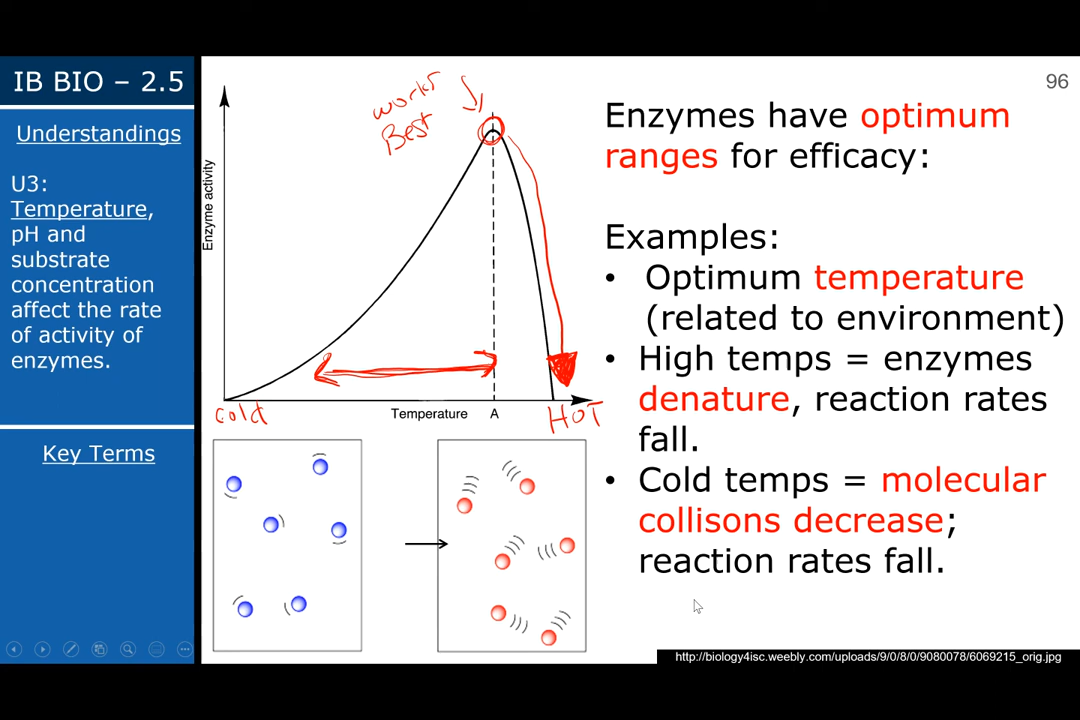 IB BIO – 2.5
Understandings
U3:
Temperature,
pH and
substrate
concentration
affect the rate
of activity of
enzymes.
Key Terms
works
Best
Enzyme activity
Cold
Temperature
A
HOT
96
Enzymes have optimum
ranges for efficacy:
Examples:
• Optimum temperature
(related to environment)
• High temps = enzymes
denature, reaction rates
fall.
• Cold temps = molecular
collisons decrease;
reaction rates fall.
http://biology4isc.weebly.com/uploads/9/0/8/0/9080078/6069215_orig.jpg